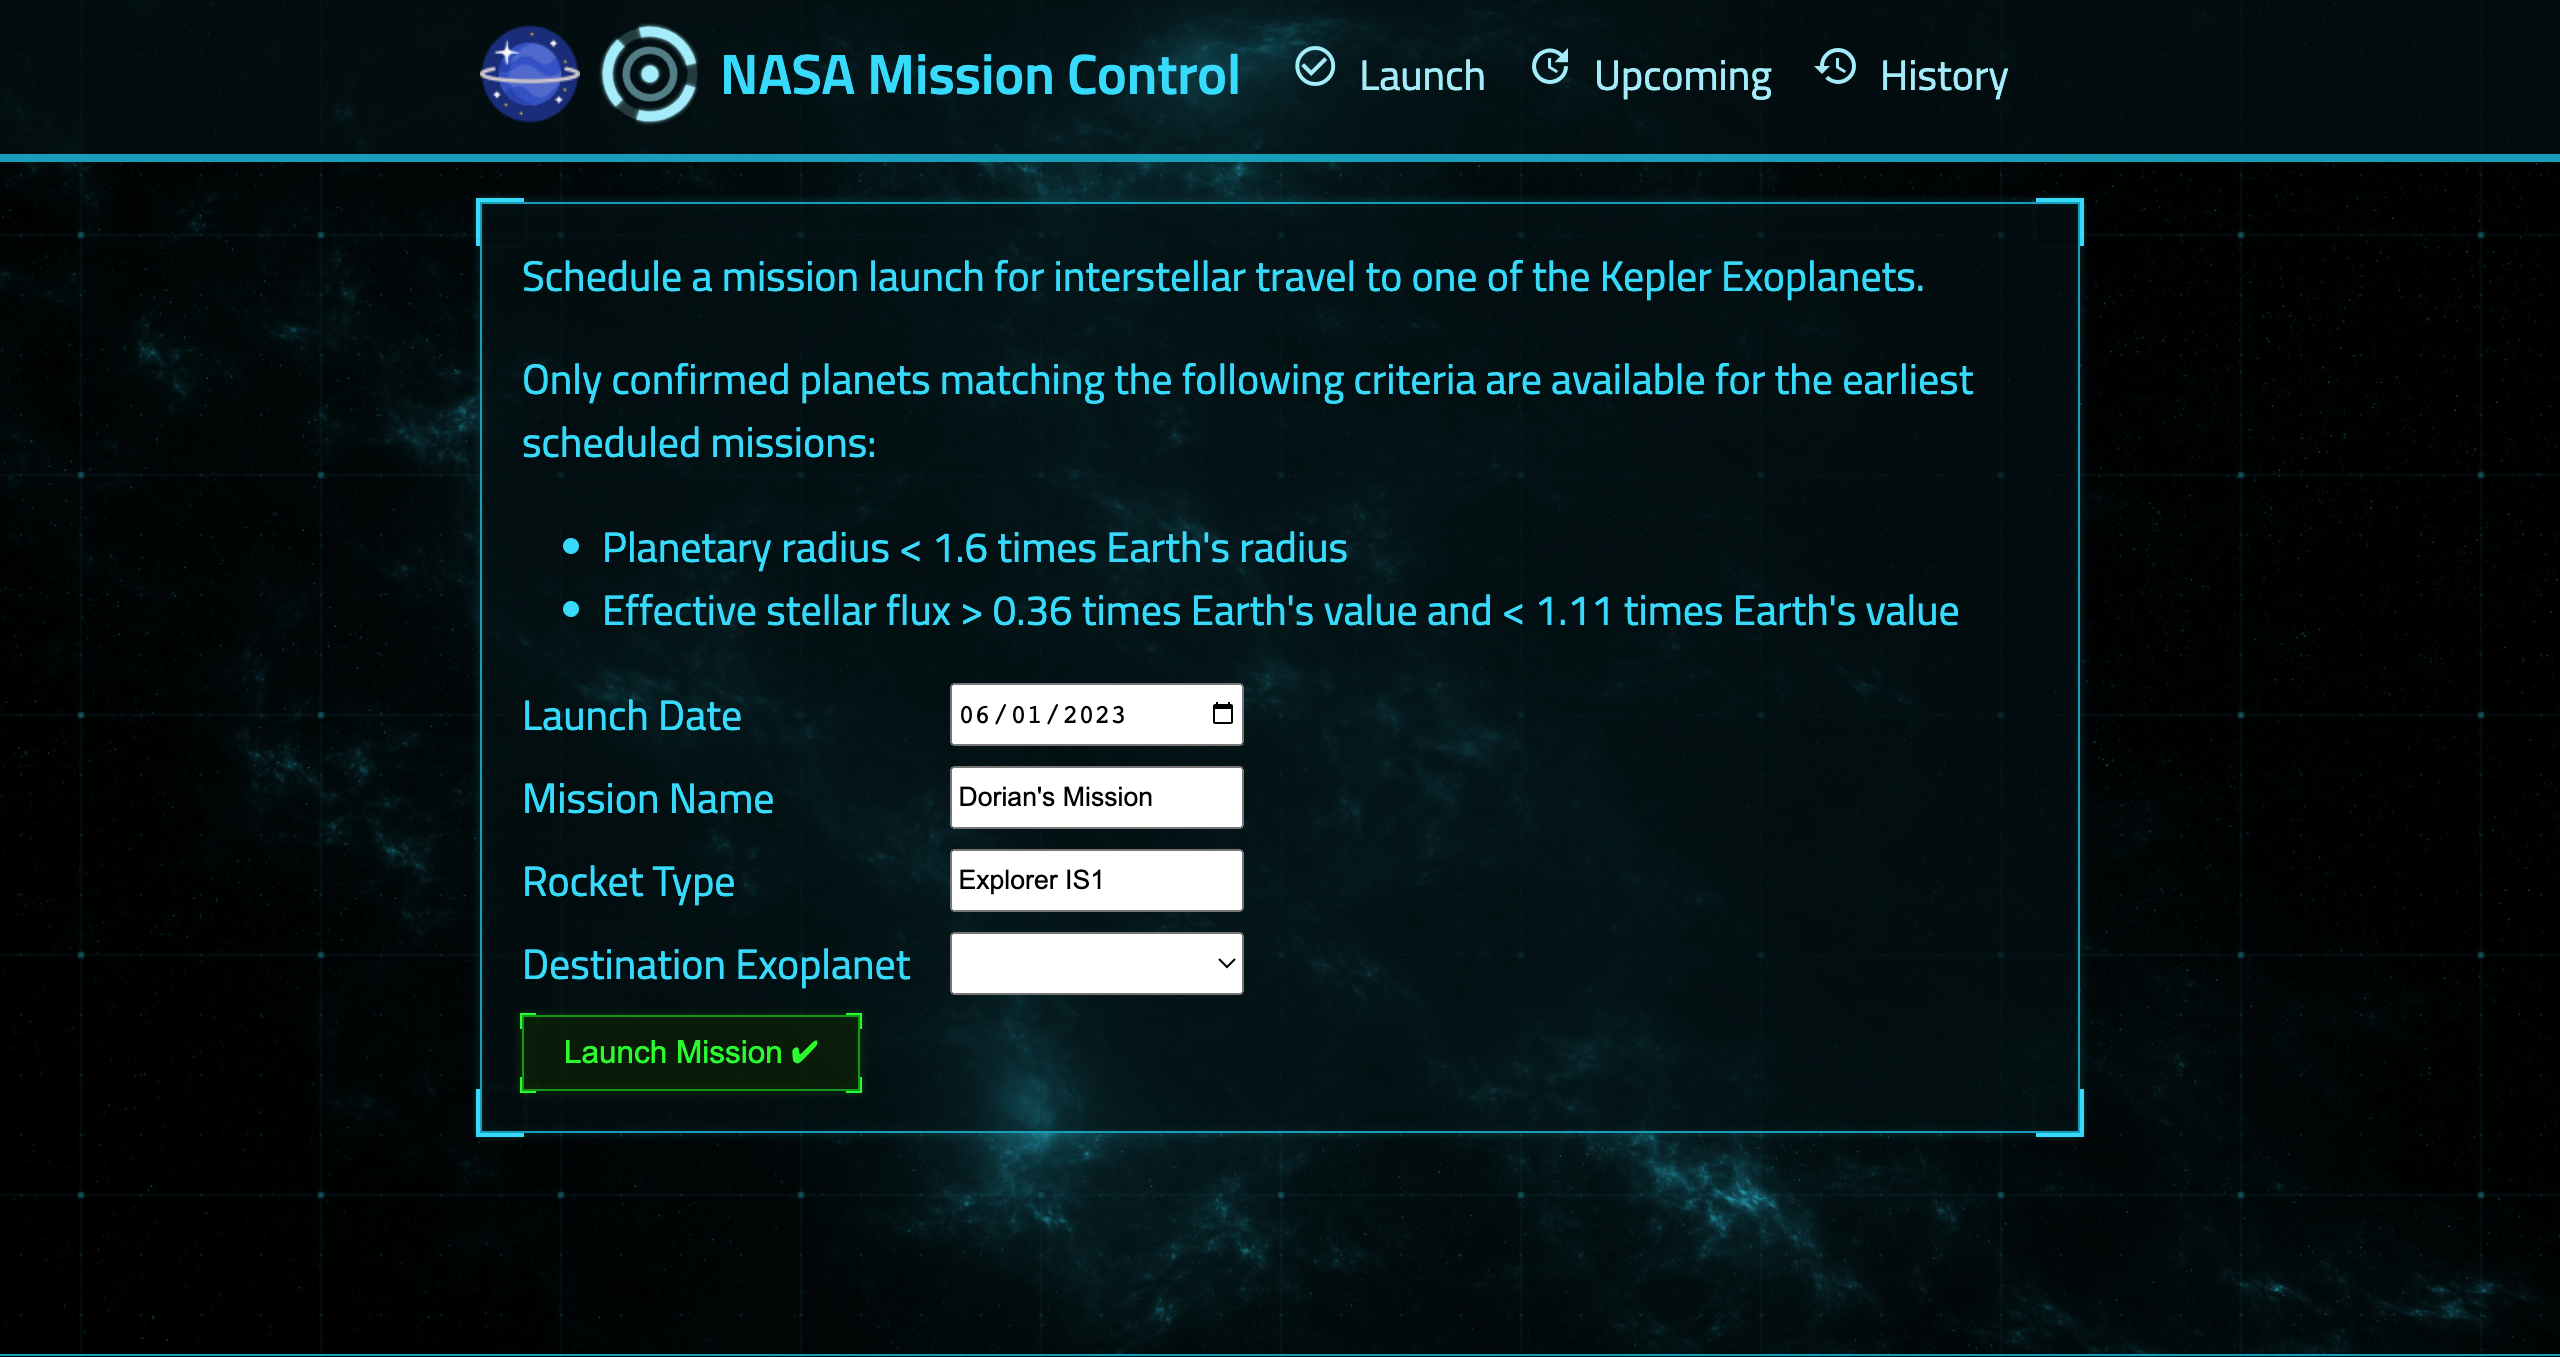 NASA Mission Control Launch Upcoming History
Schedule a mission launch for interstellar travel to one of the Kepler Exoplanets.
Only confirmed planets matching the following criteria are available for the earliest
scheduled missions:
• Planetary radius < 1.6 times Earth's radius
• Effective stellar flux > 0.36 times Earth's value and < 1.11 times Earth's value
Launch Date 06/01/2023
Mission Name Dorian's Mission
Rocket Type Explorer IS1
Destination Exoplanet
Launch Mission ✔